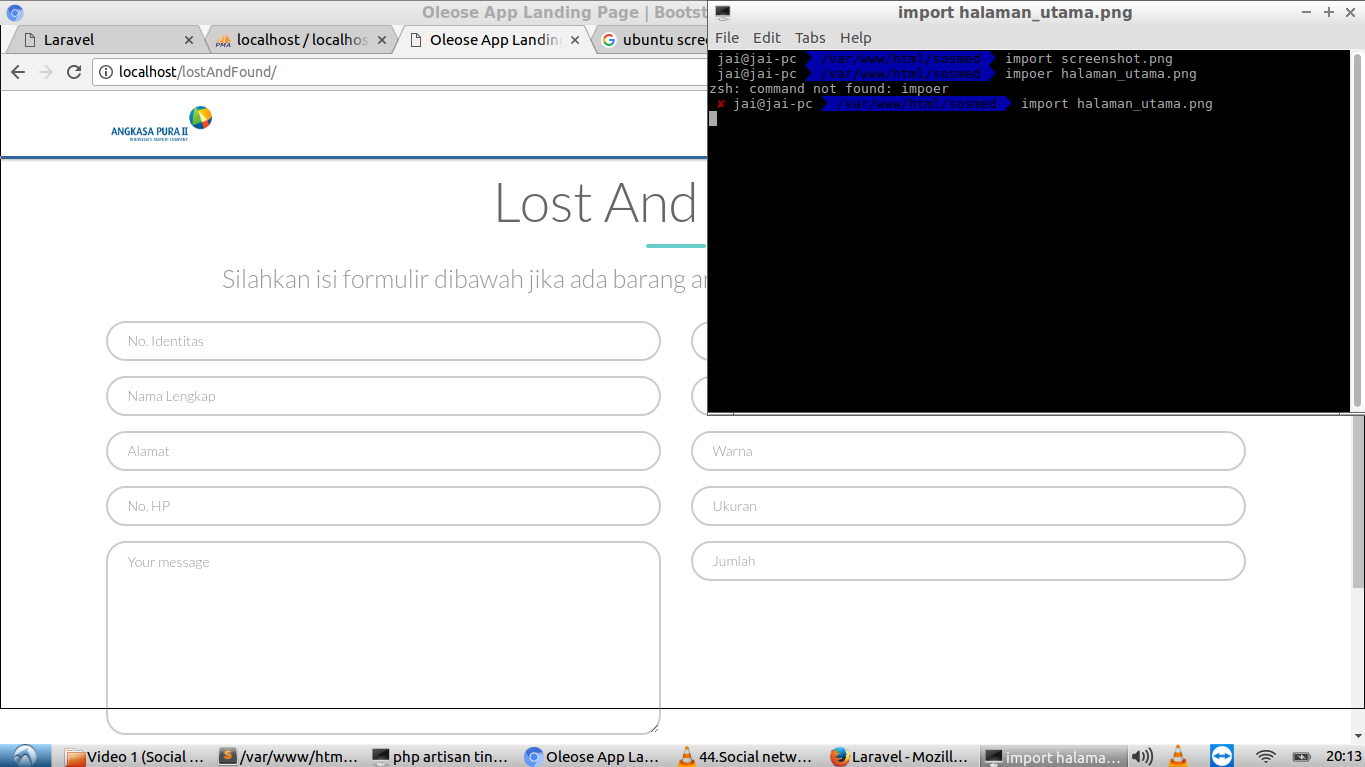 Oleose App Landing Page | Bootst
import halaman_utama.png
Laravel
localhost / localhos
Oleose App Landin
ubuntu scre
File Edit Tabs Help
localhost/lostAndFound/
jai@jai-pc /var/www/html/sosmed import screenshot.png
jai@jai-pc /var/www/html/sosmed impoer halaman_utama.png
zsh: command not found: impoer
✘ jai@jai-pc /var/www/html/sosmed import halaman_utama.png
ANGKASA PURA II
Lost And
Silahkan isi formulir dibawah jika ada barang an
No. Identitas
Nama Lengkap
Alamat
Warna
No. HP
Ukuran
Your message
Jumlah
Video 1 (Social ...
/var/www/htm...
php artisan tin...
Oleose App La...
44.Social netw...
Laravel - Mozill...
import halama...
20:13